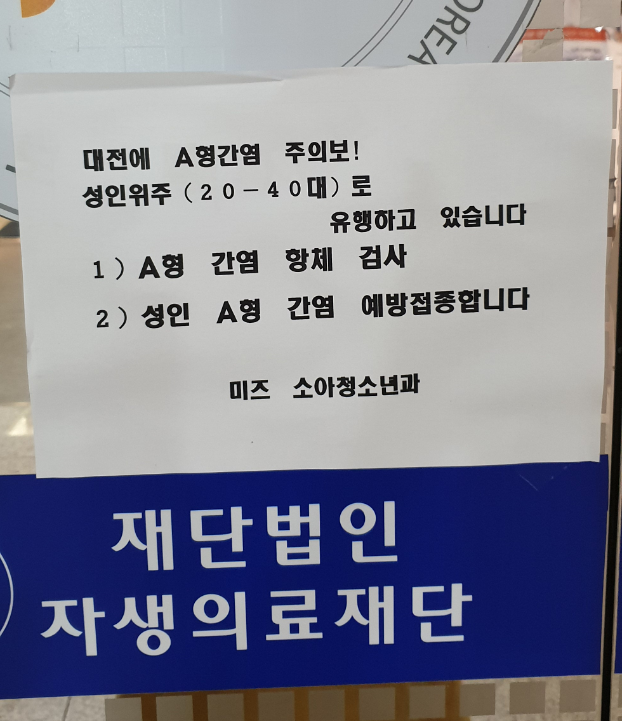 KOREA
대전에 A형간염 주의보!
성인위주(20-40대)로
유행하고 있습니다
1) A형 간염 항체 검사
2) 성인 A형 간염 예방접종합니다
미즈 소아청소년과
재단법인
자생의료재단